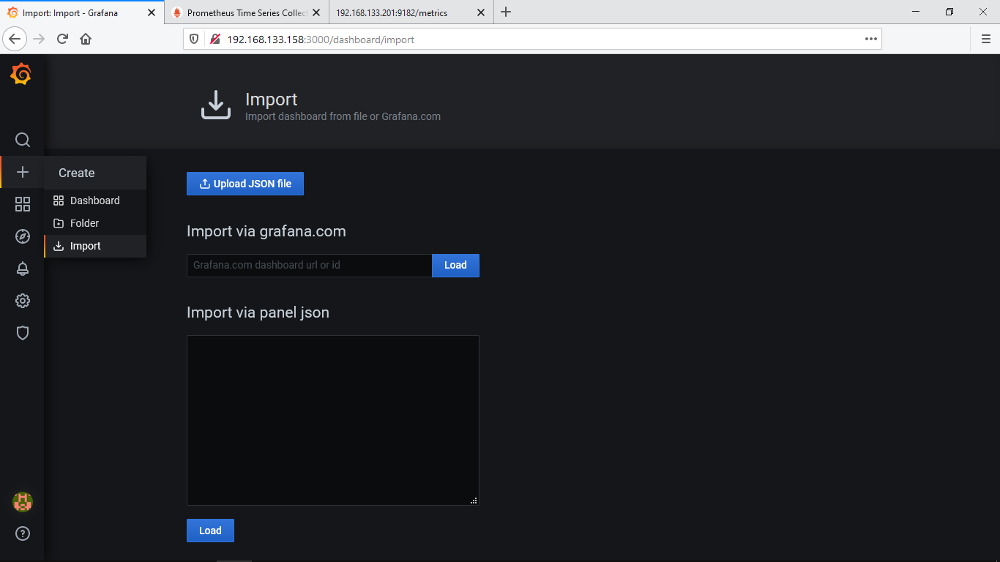 Import: Import - Grafana
Prometheus Time Series Collec
192.168.133.201:9182/metrics
192.168.133.158:3000/dashboard/import
Import
Import dashboard from file or Grafana.com
Create
Dashboard
Folder
Import
Upload JSON file
Import via grafana.com
Grafana.com dashboard url or id
Load
Import via panel json
Load